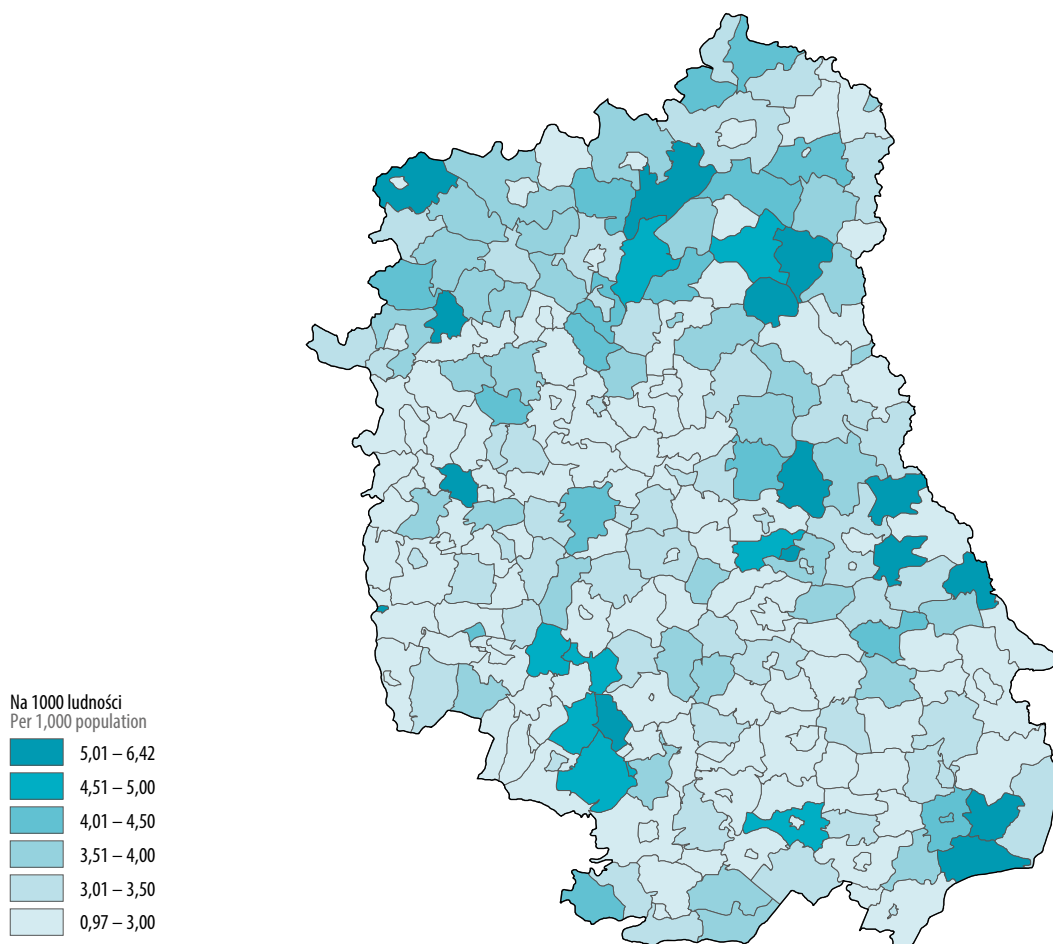 Na 1000 ludności
Per 1,000 population
5,01 – 6,42
4,51 – 5,00
4,01 – 4,50
3,51 – 4,00
3,01 – 3,50
0,97 – 3,00